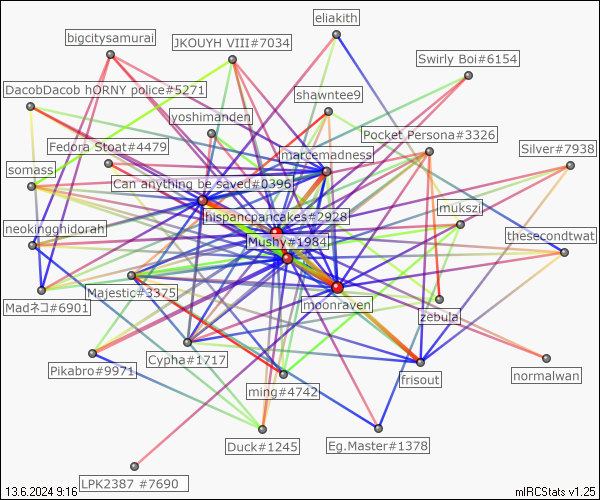 eliakith
bigcitysamurai
JKOUYH VIII#7034
Swirly Boi#6154
DacobDacob hORNY police#5271
shawntee9
yoshimanden
Pocket Persona#3326
Fedora Stoat#4479
marcemadness
Silver#7938
somass
Can anything be saved#0396
mukszi
hispancpancakes#2928
neokingghidorah
Mushy#1984
thesecondtwat
Majestic#3375
Madネコ#6901
moonraven
zebula
Cypha#1717
Pikabro#9971
frisout
normalwan
ming#4742
Duck#1245
Eg.Master#1378
LPK2387 #7690
13.6.2024 9:16
mIRCStats v1.25